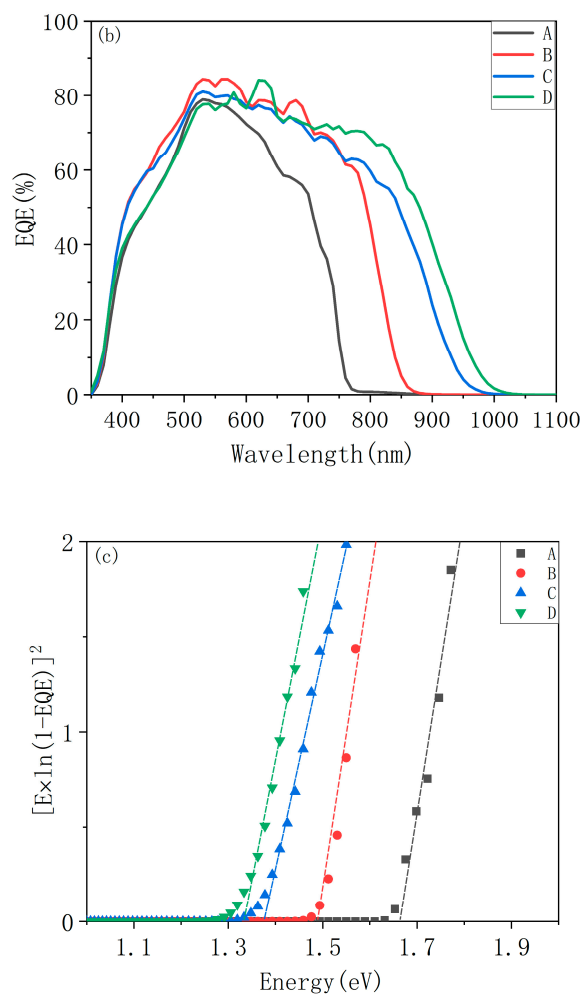 100
(b)
A
B
C
D
80
60
40
20
0
EQE(%)
400 500 600 700 800 900 1000 1100
Wavelength(nm)
2
(c)
A
B
C
D
1
0
[E×ln(1-EQE)]²
1.1 1.3 1.5 1.7 1.9
Energy(eV)